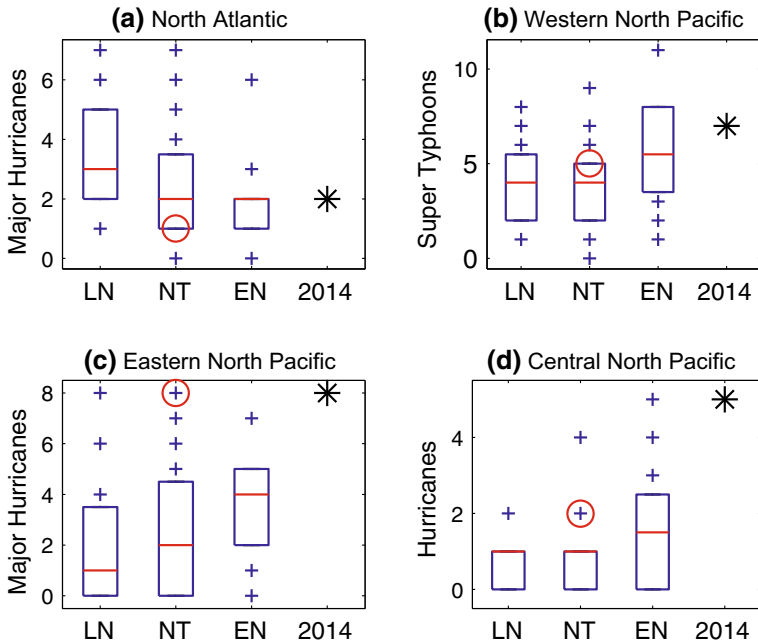 (a) North Atlantic
Major Hurricanes
6
4
2
0
LN NT EN 2014
(b) Western North Pacific
Super Typhoons
10
5
0
LN NT EN 2014
(c) Eastern North Pacific
Major Hurricanes
8
6
4
2
0
LN NT EN 2014
(d) Central North Pacific
Hurricanes
4
2
0
LN NT EN 2014